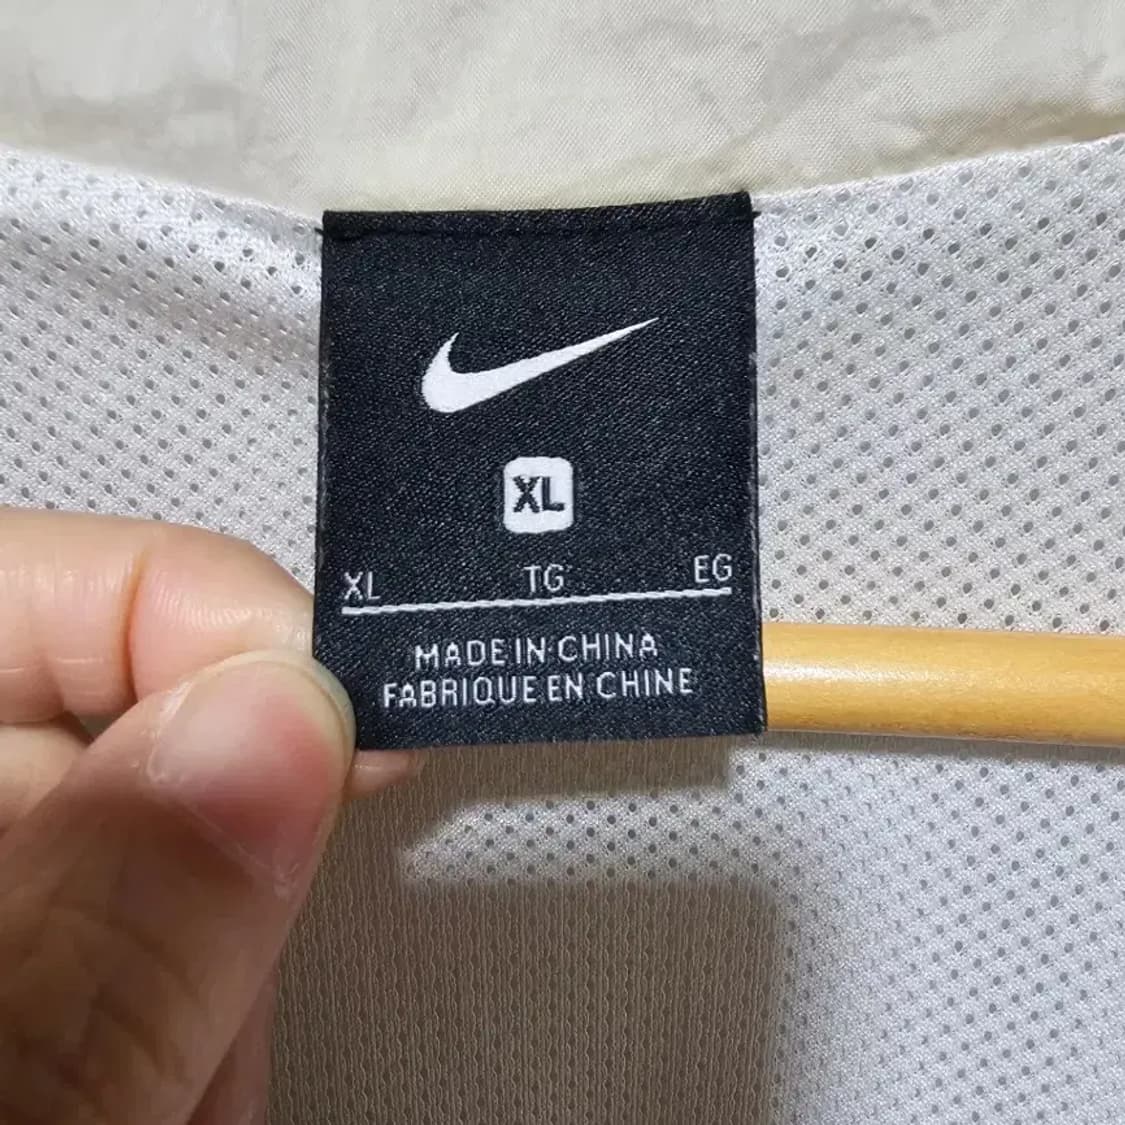 XL
XL TG EG
MADE IN CHINA
FABRIQUE EN CHINE